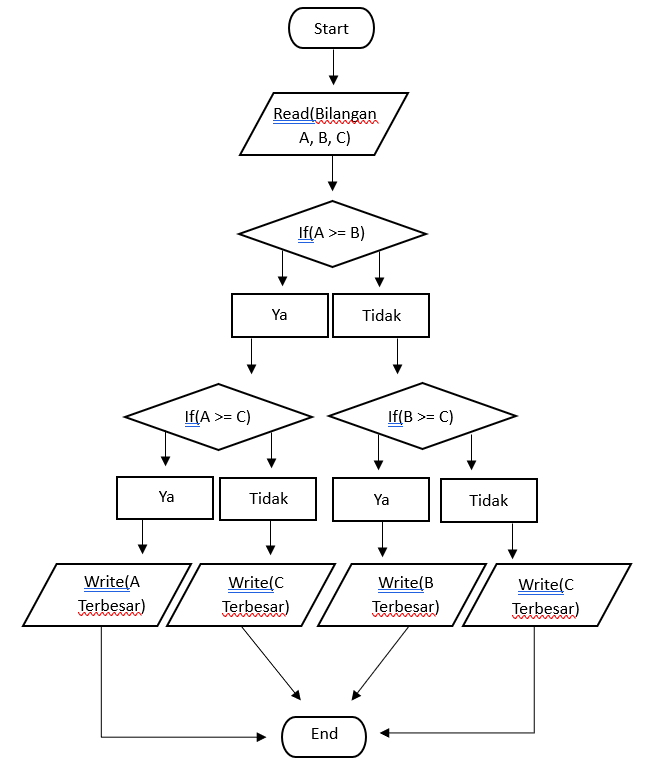 Start
Read(Bilangan
A, B, C)
If(A >= B)
Ya
Tidak
If(A >= C)
If(B >= C)
Ya
Tidak
Ya
Tidak
Write(A
Terbesar)
Write(C
Terbesar)
Write(B
Terbesar)
Write(C
Terbesar)
End